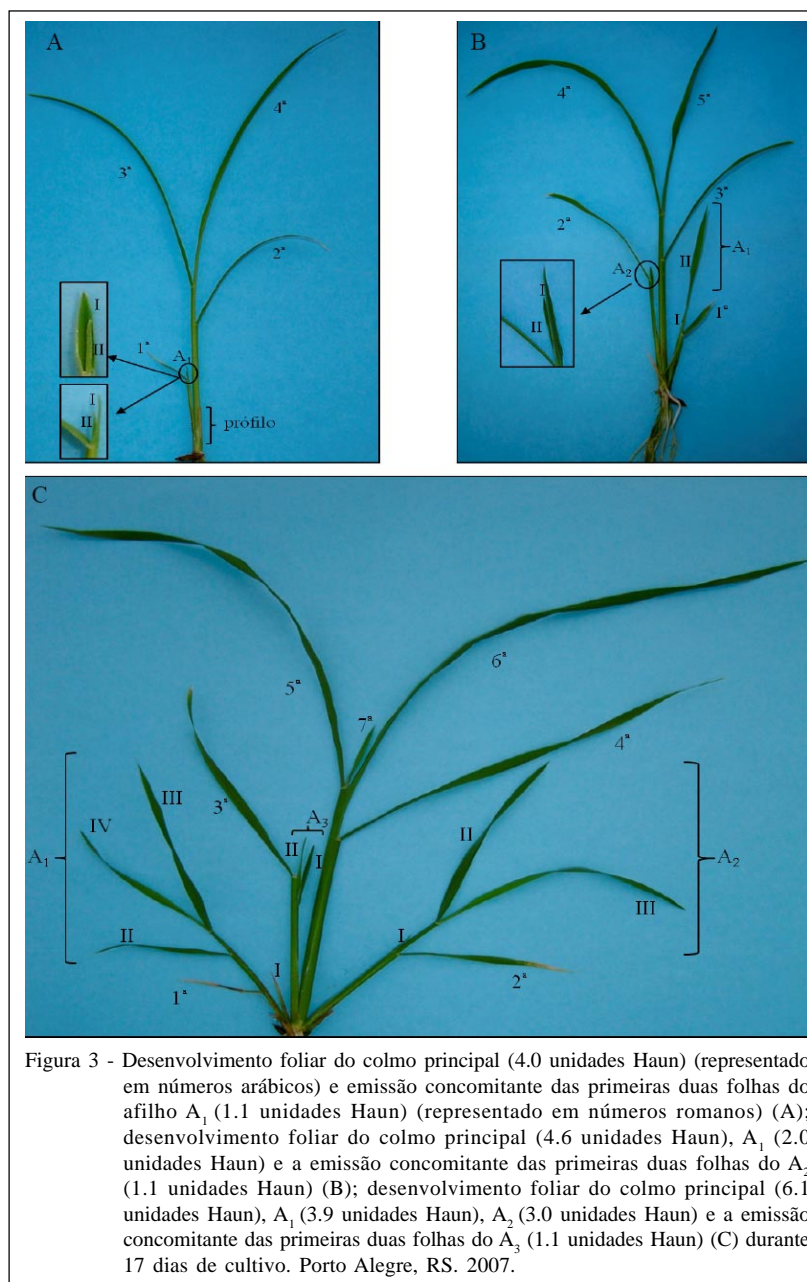 A
4ª
3ª
2ª
I
II
1ª
A₁
I
II
prófilo
B
4ª
5ª
3ª
2ª
A₂
II
A₁
I
II
I
1ª
C
5ª
6ª
7ª
4ª
3ª
A₃
II
I
III
IV
A₁
II
I
1ª
II
A₂
III
I
2ª
Figura 3 - Desenvolvimento foliar do colmo principal (4.0 unidades Haun) (representado
em números arábicos) e emissão concomitante das primeiras duas folhas do
afilho A₁ (1.1 unidades Haun) (representado em números romanos) (A);
desenvolvimento foliar do colmo principal (4.6 unidades Haun), A₁ (2.0
unidades Haun) e a emissão concomitante das primeiras duas folhas do A₂
(1.1 unidades Haun) (B); desenvolvimento foliar do colmo principal (6.1
unidades Haun), A₁ (3.9 unidades Haun), A₂ (3.0 unidades Haun) e a emissão
concomitante das primeiras duas folhas do A₃ (1.1 unidades Haun) (C) durante
17 dias de cultivo. Porto Alegre, RS. 2007.